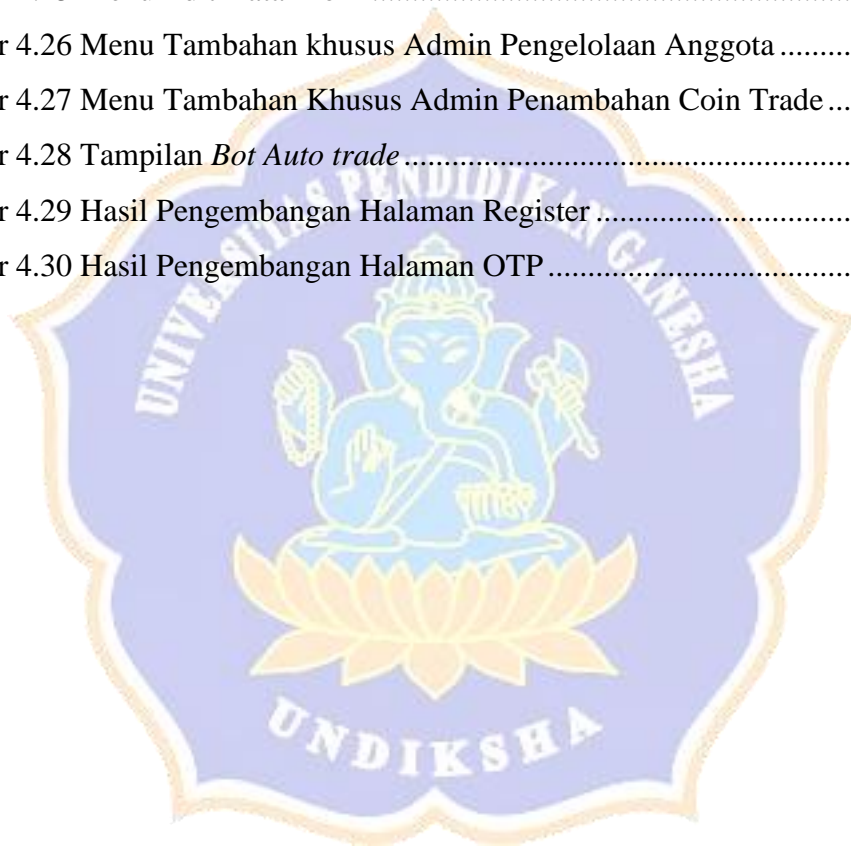 r 4.26 Menu Tambahan khusus Admin Pengelolaan Anggota .........
r 4.27 Menu Tambahan Khusus Admin Penambahan Coin Trade ...
r 4.28 Tampilan Bot Auto trade ..........................................................
r 4.29 Hasil Pengembangan Halaman Register .................................
r 4.30 Hasil Pengembangan Halaman OTP .......................................
UNIVERSITAS PENDIDIKAN GANESHA
UNDIKSHA